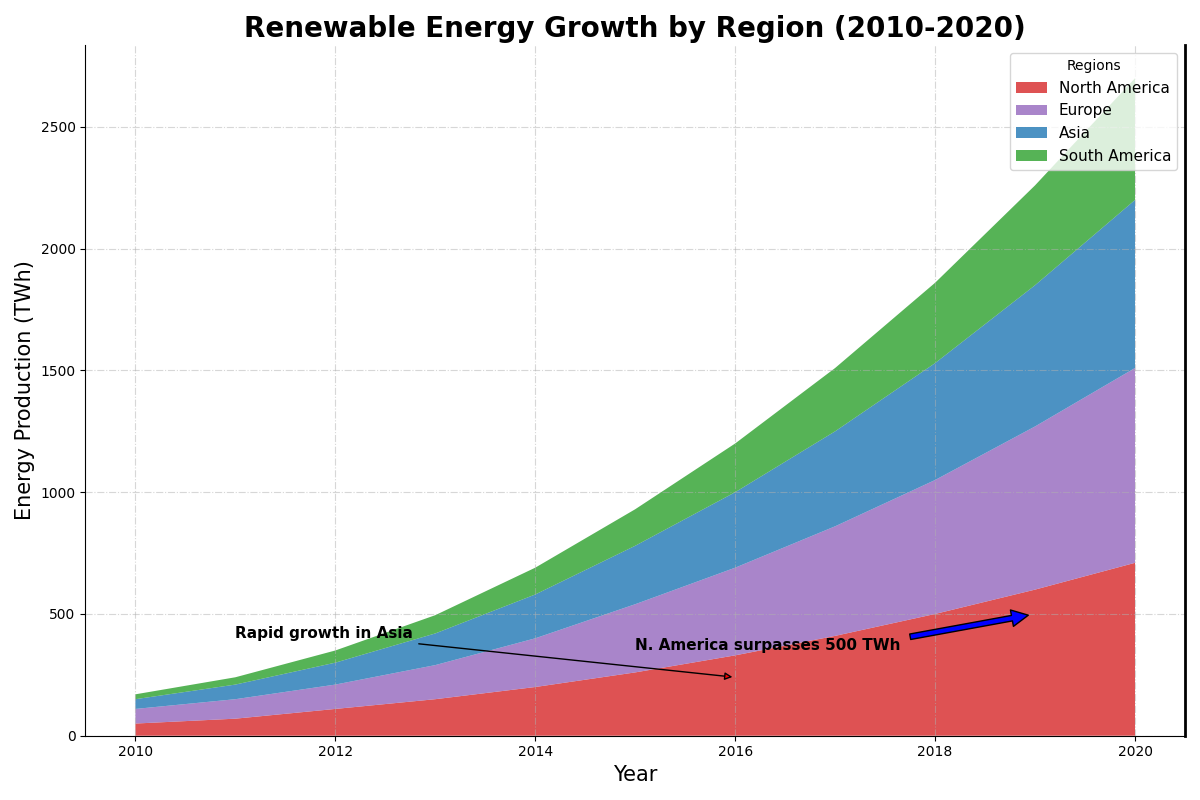 Renewable Energy Growth by Region (2010-2020)
Regions
North America
Europe
Asia
South America
Energy Production (TWh)
2500
2000
1500
1000
500
0
Rapid growth in Asia
N. America surpasses 500 TWh
2010
2012
2014
2016
2018
2020
Year